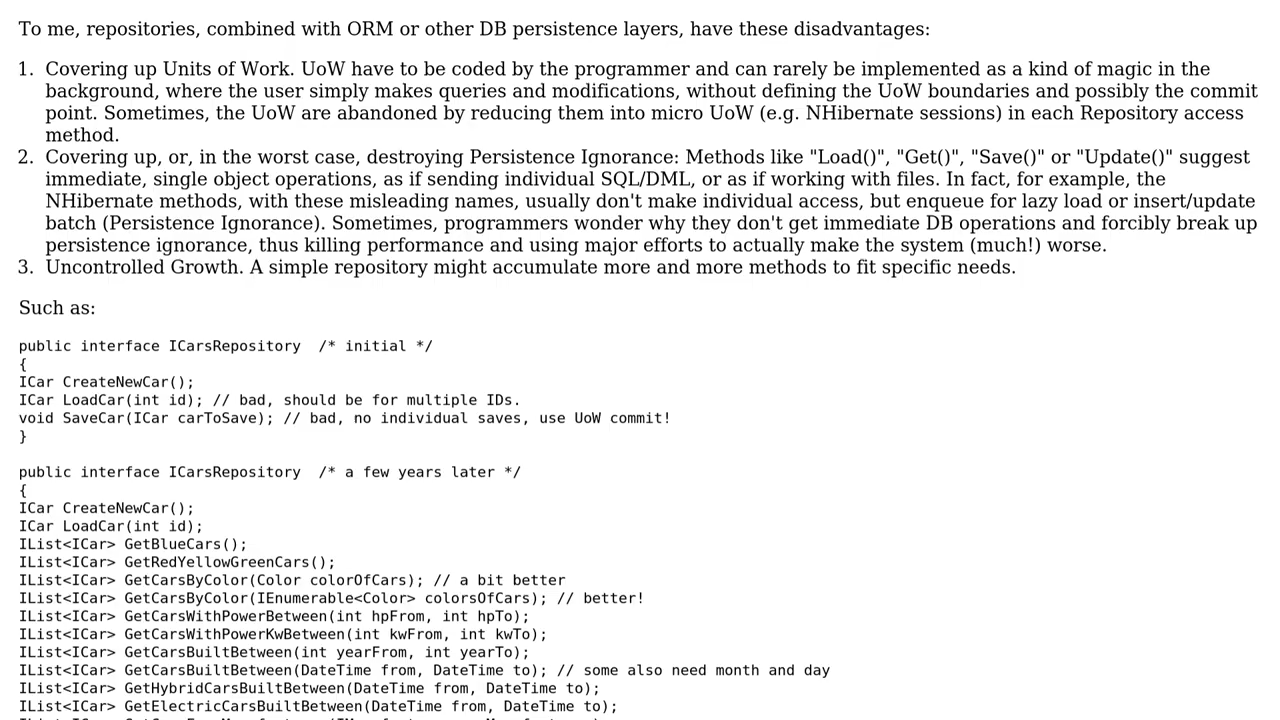 To me, repositories, combined with ORM or other DB persistence layers, have these disadvantages:
1. Covering up Units of Work. UoW have to be coded by the programmer and can rarely be implemented as a kind of magic in the
background, where the user simply makes queries and modifications, without defining the UoW boundaries and possibly the commit
point. Sometimes, the UoW are abandoned by reducing them into micro UoW (e.g. NHibernate sessions) in each Repository access
method.
2. Covering up, or, in the worst case, destroying Persistence Ignorance: Methods like "Load()", "Get()", "Save()" or "Update()" suggest
immediate, single object operations, as if sending individual SQL/DML, or as if working with files. In fact, for example, the
NHibernate methods, with these misleading names, usually don't make individual access, but enqueue for lazy load or insert/update
batch (Persistence Ignorance). Sometimes, programmers wonder why they don't get immediate DB operations and forcibly break up
persistence ignorance, thus killing performance and using major efforts to actually make the system (much!) worse.
3. Uncontrolled Growth. A simple repository might accumulate more and more methods to fit specific needs.
Such as:
public interface ICarsRepository  /* initial */
{
ICar CreateNewCar();
ICar LoadCar(int id); // bad, should be for multiple IDs.
void SaveCar(ICar carToSave); // bad, no individual saves, use UoW commit!
}
public interface ICarsRepository  /* a few years later */
{
ICar CreateNewCar();
ICar LoadCar(int id);
IList<ICar> GetBlueCars();
IList<ICar> GetRedYellowGreenCars();
IList<ICar> GetCarsByColor(Color colorOfCars); // a bit better
IList<ICar> GetCarsByColor(IEnumerable<Color> colorsOfCars); // better!
IList<ICar> GetCarsWithPowerBetween(int hpFrom, int hpTo);
IList<ICar> GetCarsWithPowerKwBetween(int kwFrom, int kwTo);
IList<ICar> GetCarsBuiltBetween(int yearFrom, int yearTo);
IList<ICar> GetCarsBuiltBetween(DateTime from, DateTime to); // some also need month and day
IList<ICar> GetHybridCarsBuiltBetween(DateTime from, DateTime to);
IList<ICar> GetElectricCarsBuiltBetween(DateTime from, DateTime to);